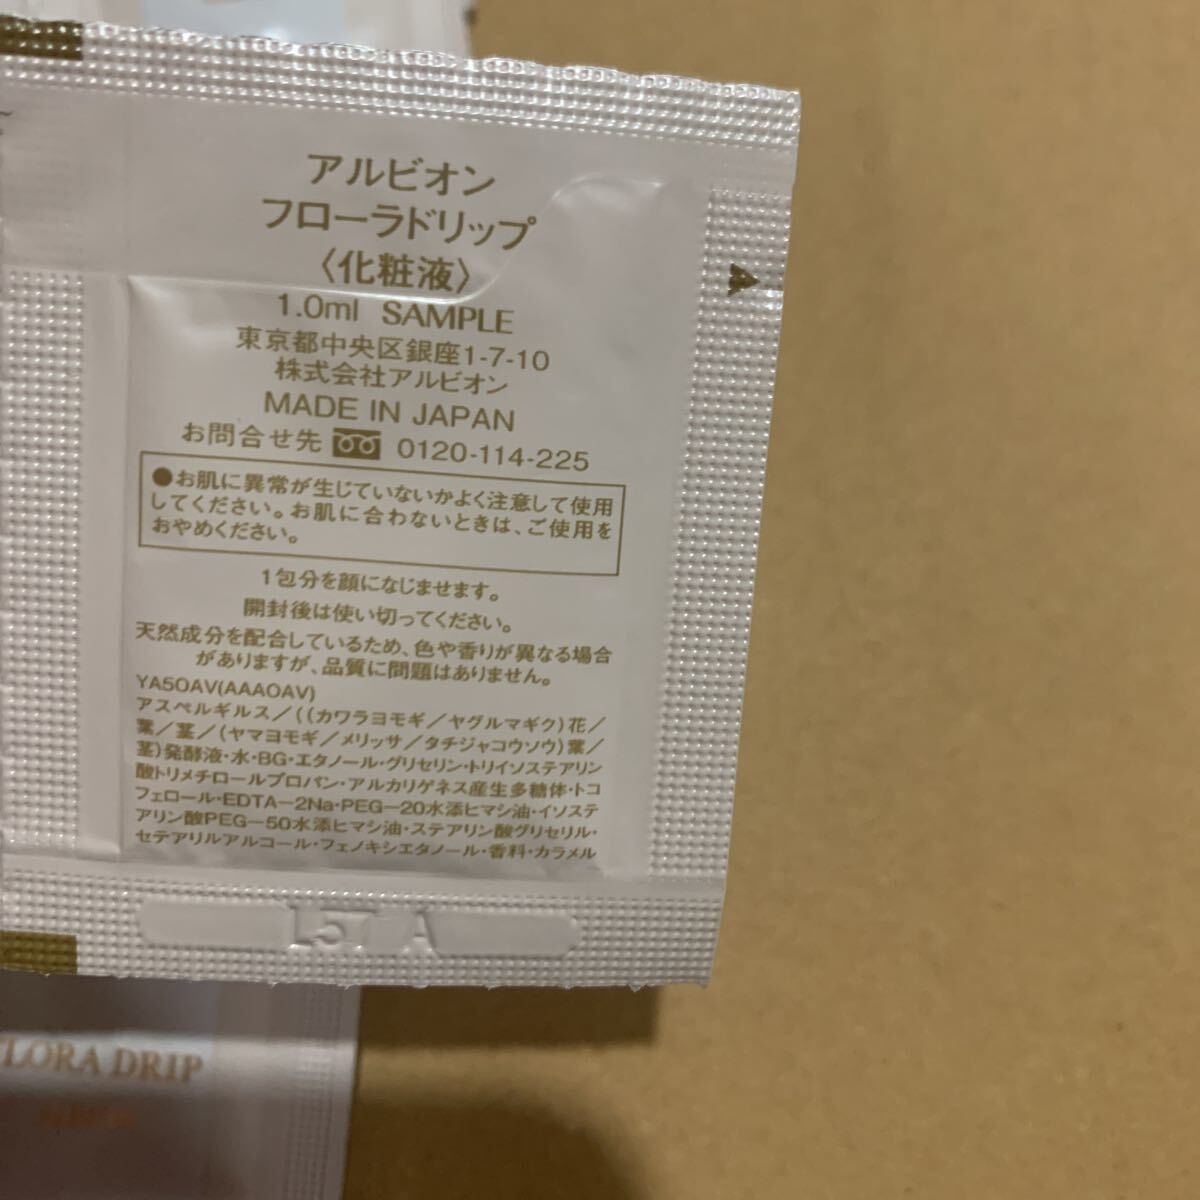 アルビオン
フローラドリップ
〈化粧液〉
1.0ml SAMPLE
東京都中央区銀座1-7-10
株式会社アルビオン
MADE IN JAPAN
お問合せ先 0120-114-225
●お肌に異常が生じていないかよく注意して使用
してください。お肌に合わないときは、ご使用を
おやめください。
1包分を顔になじませます。
開封後は使い切ってください。
天然成分を配合しているため、色や香りが異なる場合
がありますが、品質に問題はありません。
YA5OAV(AAAOAV)
アスペルギルス／((カワラヨモギ／ヤグルマギク)花／
葉／茎／(ヤマヨモギ／メリッサ／タチジャコウソウ)葉／
茎)発酵液・水・BG・エタノール・グリセリン・トリイソステアリン
酸トリメチロールプロパン・アルカリゲネス産生多糖体・トコ
フェロール・EDTA－2Na・PEG－20水添ヒマシ油・イソステ
アリン酸PEG－50水添ヒマシ油・ステアリン酸グリセリル・
セテアリルアルコール・フェノキシエタノール・香料・カラメル
L57 A
LORA DRIP